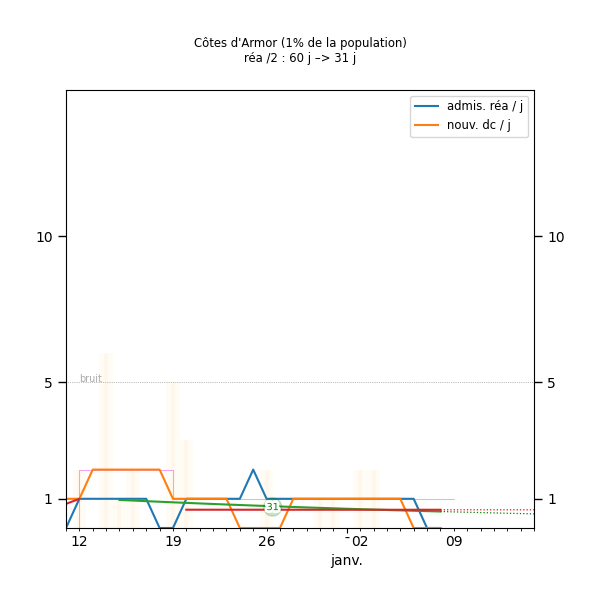 Côtes d'Armor (1% de la population)
réa /2 : 60 j –> 31 j
admis. réa / j
nouv. dc / j
10
10
bruit
5
5
31
1
1
12
19
26
02
09
janv.